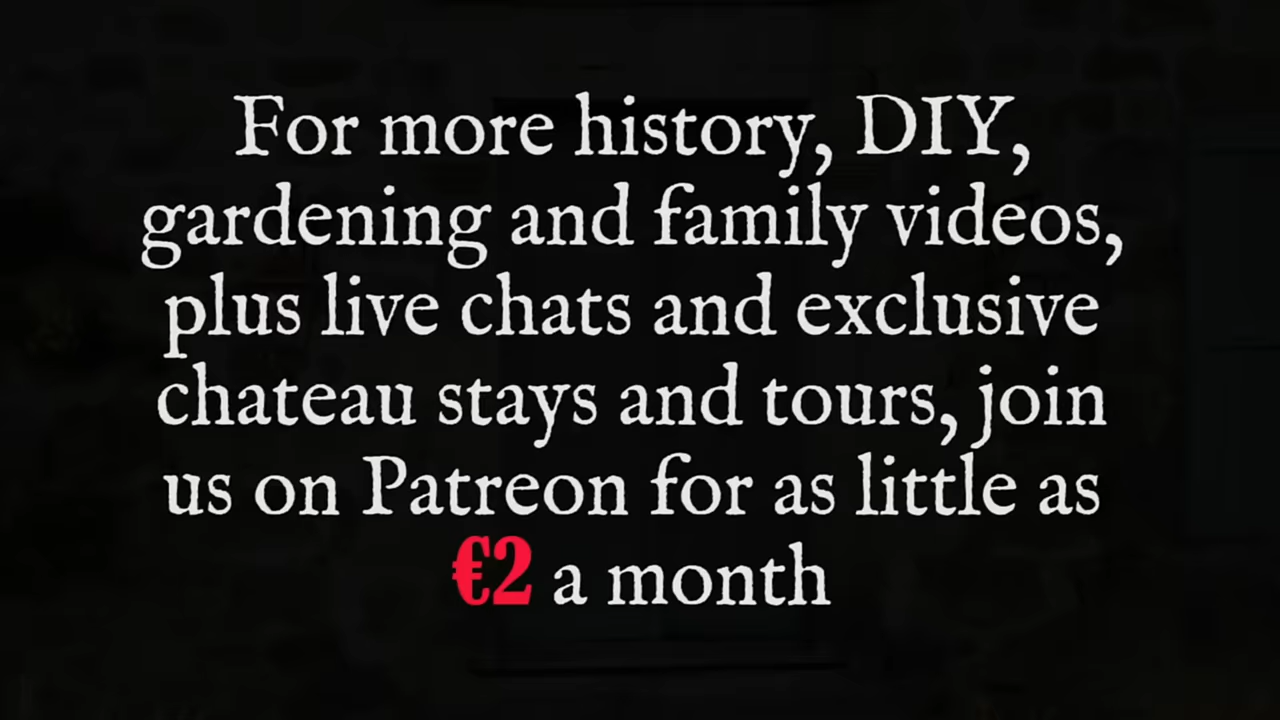 For more history, DIY,
gardening and family videos,
plus live chats and exclusive
chateau stays and tours, join
us on Patreon for as little as
€2 a month